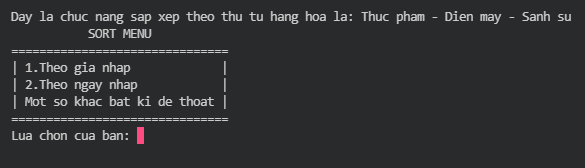 Day la chuc nang sap xep theo thu tu hang hoa la: Thuc pham - Dien may - Sanh su
SORT MENU
===============================
| 1.Theo gia nhap             |
| 2.Theo ngay nhap            |
| Mot so khac bat ki de thoat |
===============================
Lua chon cua ban: